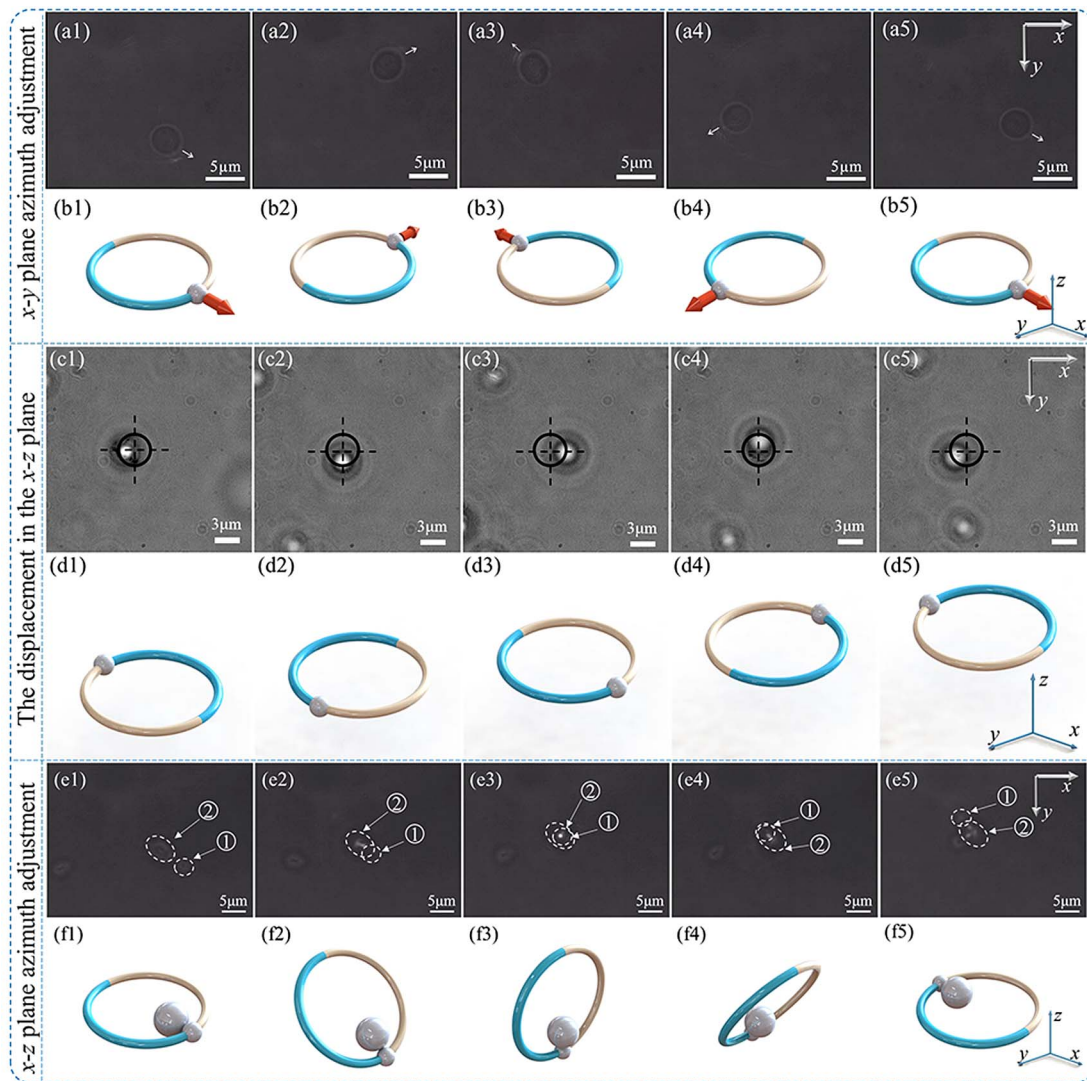 x-y plane azimuth adjustment
(a1)
(a2)
(a3)
(a4)
(a5)
x
y
5μm
5μm
5μm
5μm
5μm
(b1)
(b2)
(b3)
(b4)
(b5)
z
y
x
The displacement in the x-z plane
(c1)
(c2)
(c3)
(c4)
(c5)
x
y
3μm
3μm
3μm
3μm
3μm
(d1)
(d2)
(d3)
(d4)
(d5)
z
y
x
x-z plane azimuth adjustment
(e1)
(e2)
(e3)
(e4)
(e5)
②
①
②
①
②
①
①
②
①
②
x
y
5μm
5μm
5μm
5μm
5μm
(f1)
(f2)
(f3)
(f4)
(f5)
z
y
x